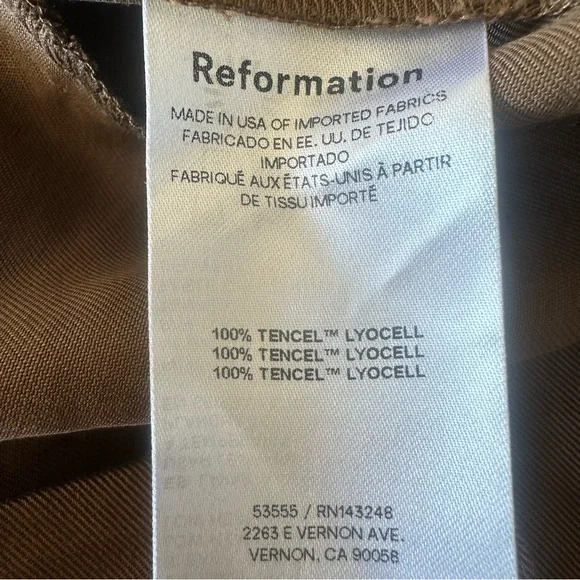 Reformation
MADE IN USA OF IMPORTED FABRICS
FABRICADO EN EE. UU. DE TEJIDO
IMPORTADO
FABRIQUÉ AUX ÉTATS-UNIS À PARTIR
DE TISSU IMPORTÉ
100% TENCEL™ LYOCELL
100% TENCEL™ LYOCELL
100% TENCEL™ LYOCELL
53555 / RN143248
2263 E VERNON AVE.
VERNON, CA 90058